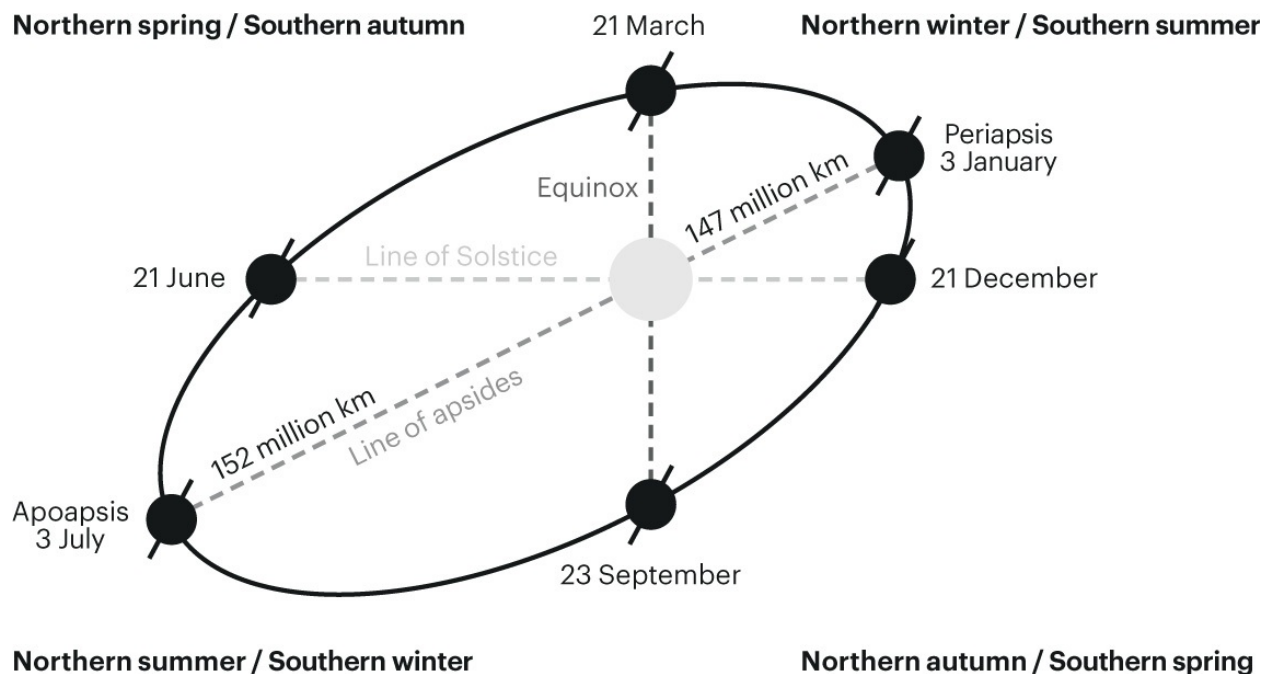 Northern spring / Southern autumn
21 March
Northern winter / Southern summer
Periapsis
3 January
147 million km
Equinox
Line of Solstice
21 June
21 December
152 million km
Line of apsides
Apoapsis
3 July
23 September
Northern summer / Southern winter
Northern autumn / Southern spring